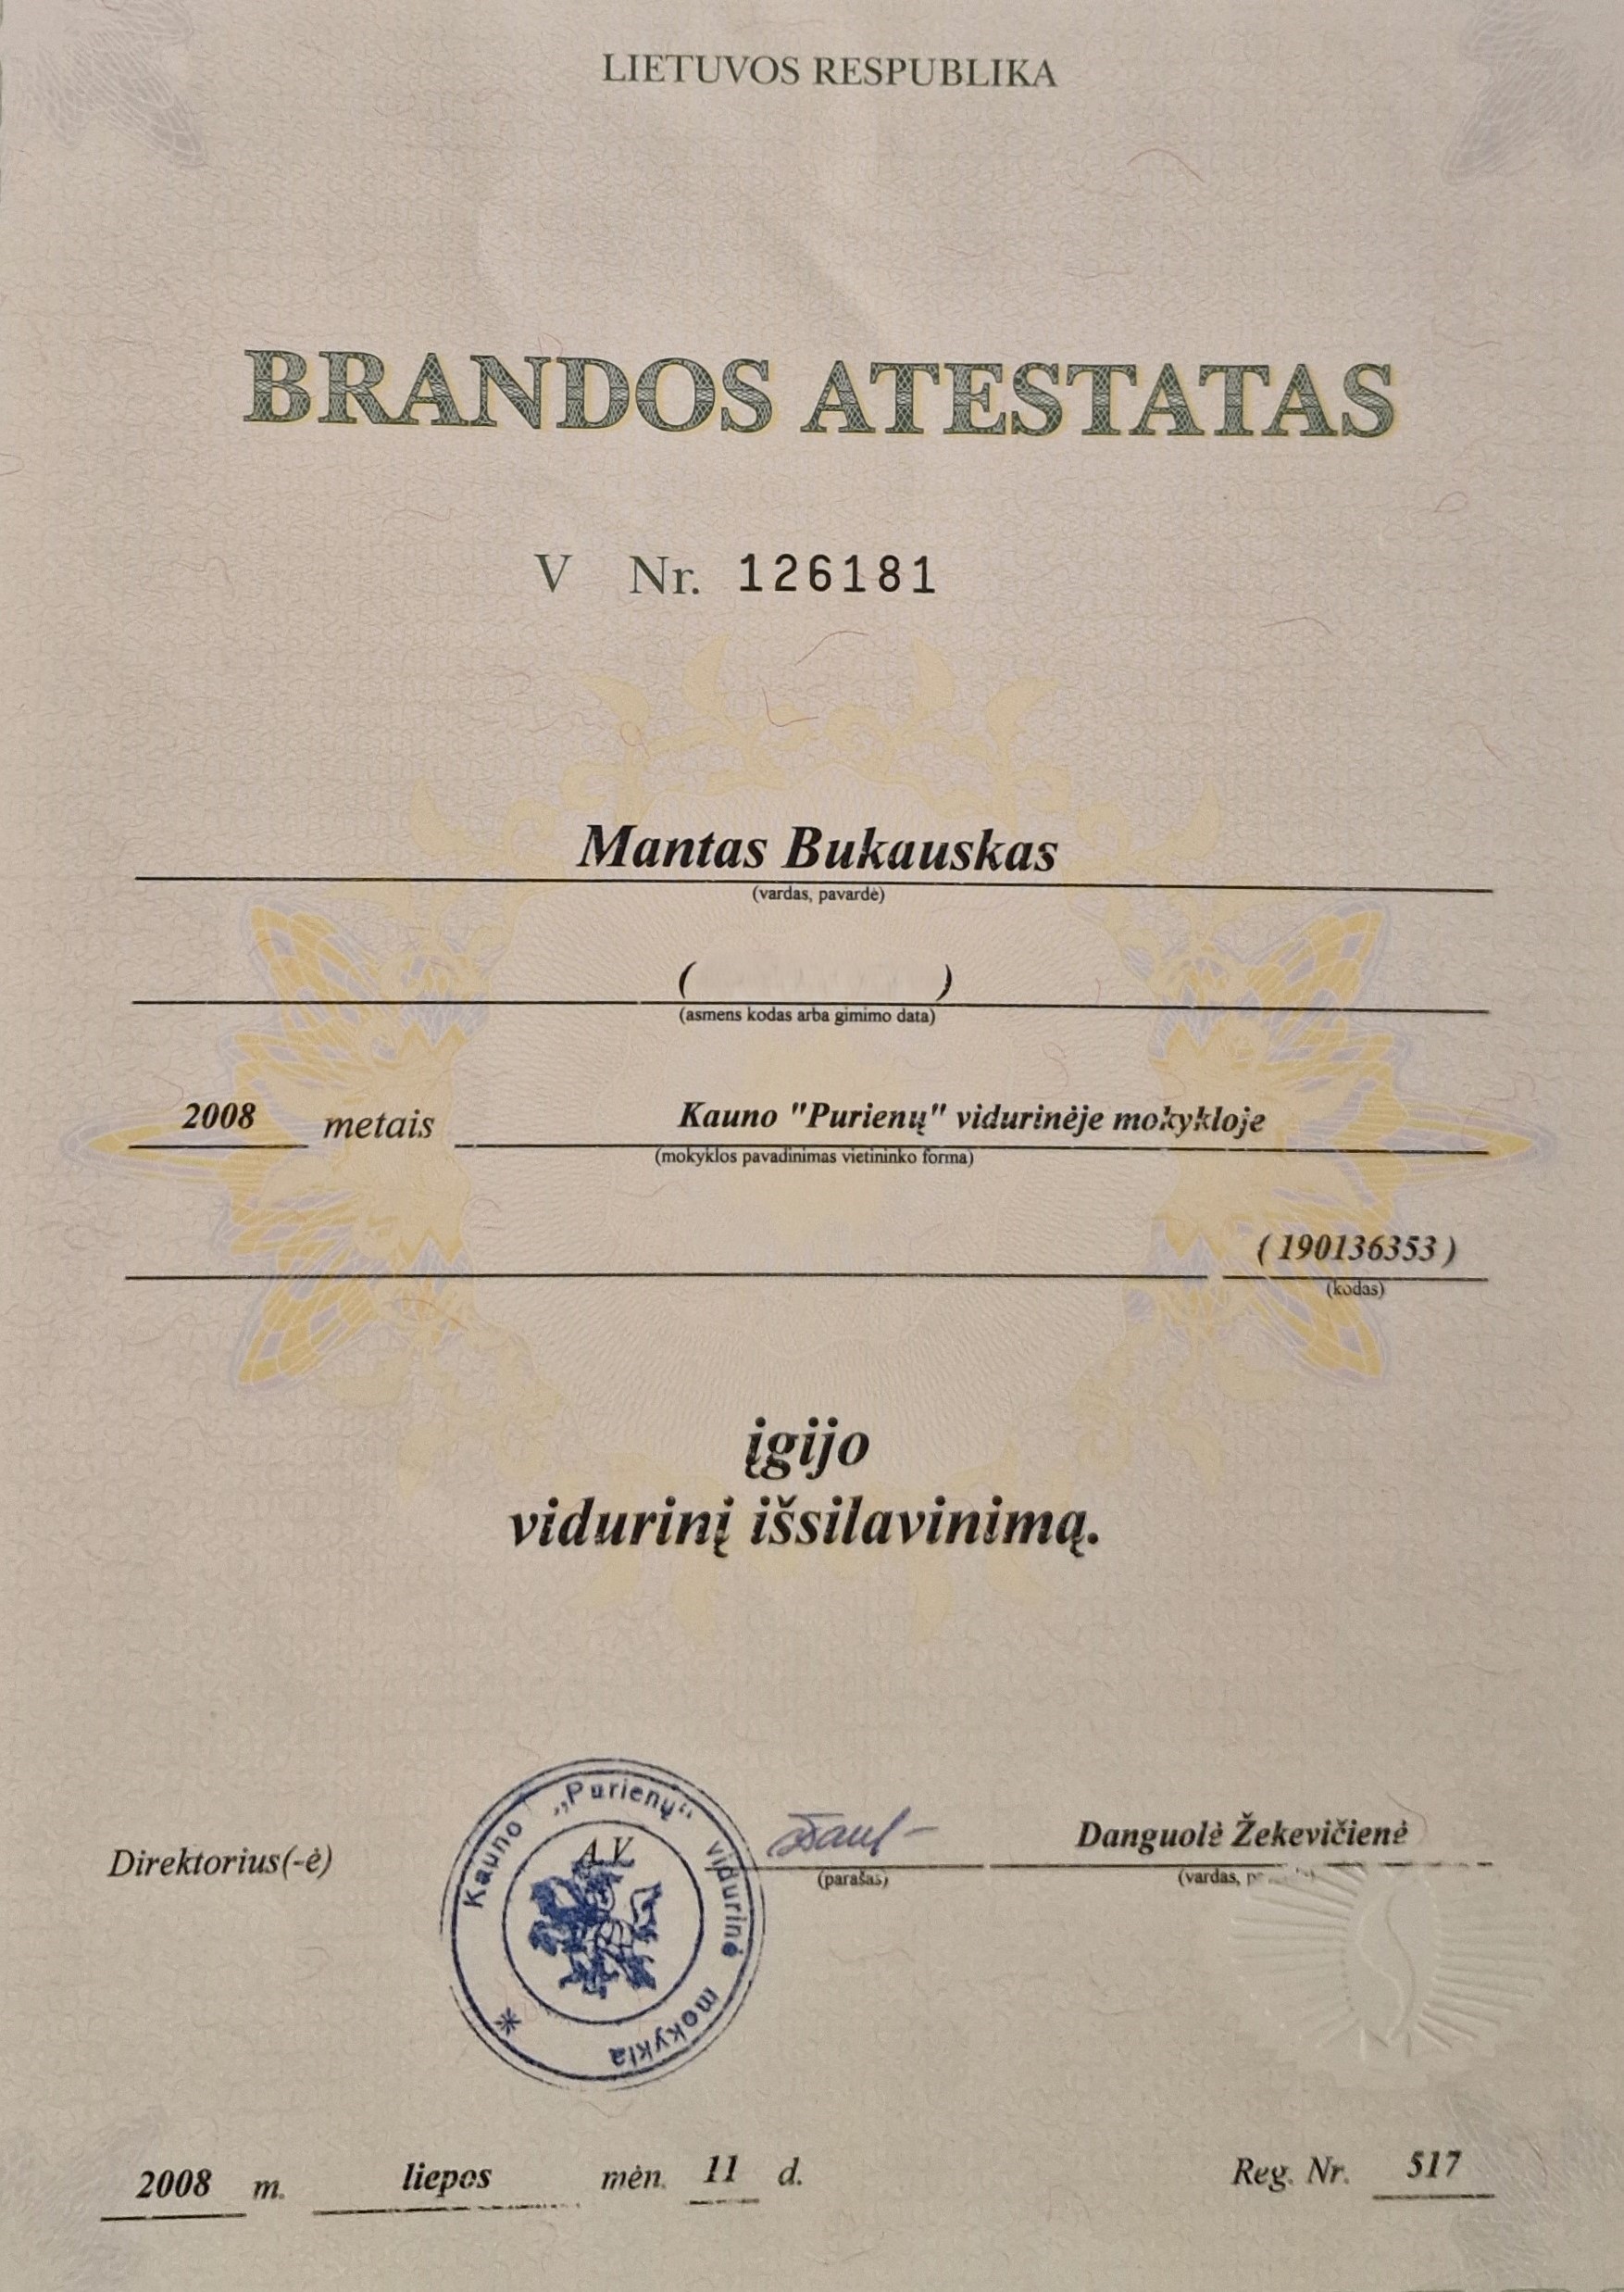 LIETUVOS RESPUBLIKA
BRANDOS ATESTATAS
V Nr. 126181
Mantas Bukauskas
(vardas, pavardė)
( )
(asmens kodas arba gimimo data)
2008 metais Kauno "Purienų" vidurinėje mokykloje
(mokyklos pavadinimas vietininko forma)
( 190136353 )
(kodas)
įgijo
vidurinį išsilavinimą.
Kauno „Purienų“ vidurinė mokykla *
A.V.
Direktorius(-ė) Danguolė Žekevičienė
(parašas) (vardas,
2008 m. liepos mėn. 11 d. Reg. Nr. 517